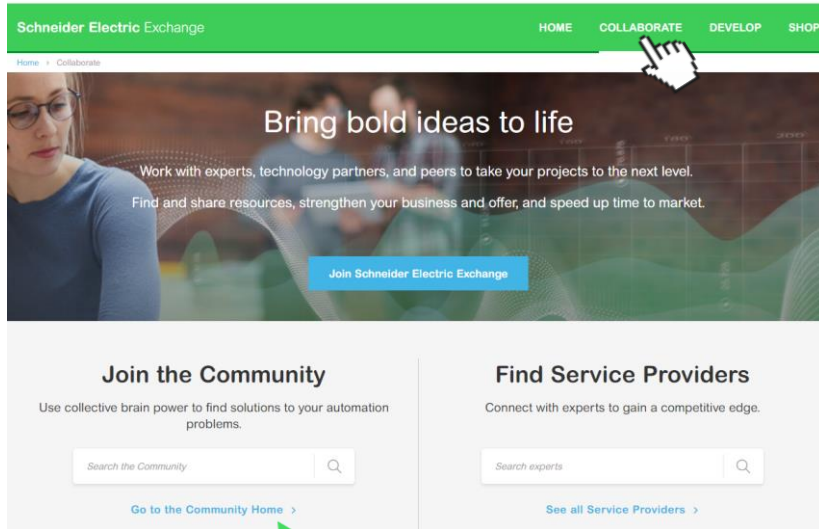 Schneider Electric Exchange
HOME COLLABORATE DEVELOP SHOP
Home › Collaborate
Bring bold ideas to life
Work with experts, technology partners, and peers to take your projects to the next level.
Find and share resources, strengthen your business and offer, and speed up time to market.
Join Schneider Electric Exchange
Join the Community
Use collective brain power to find solutions to your automation
problems.
Search the Community
Go to the Community Home ›
Find Service Providers
Connect with experts to gain a competitive edge.
Search experts
See all Service Providers ›